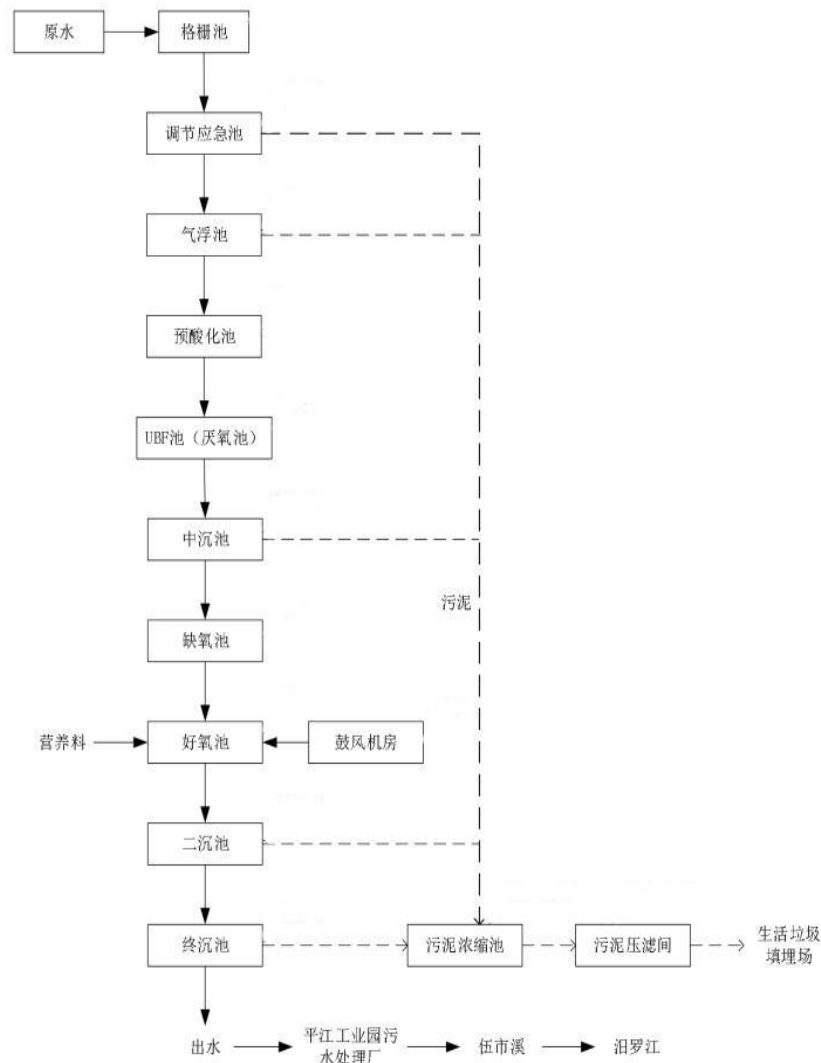 原水
格栅池
调节应急池
气浮池
预酸化池
UBF池（厌氧池）
中沉池
污泥
缺氧池
营养料
好氧池
鼓风机房
二沉池
终沉池
污泥浓缩池
污泥压滤间
生活垃圾
填埋场
出水
平江工业园污
水处理厂
伍市溪
汨罗江